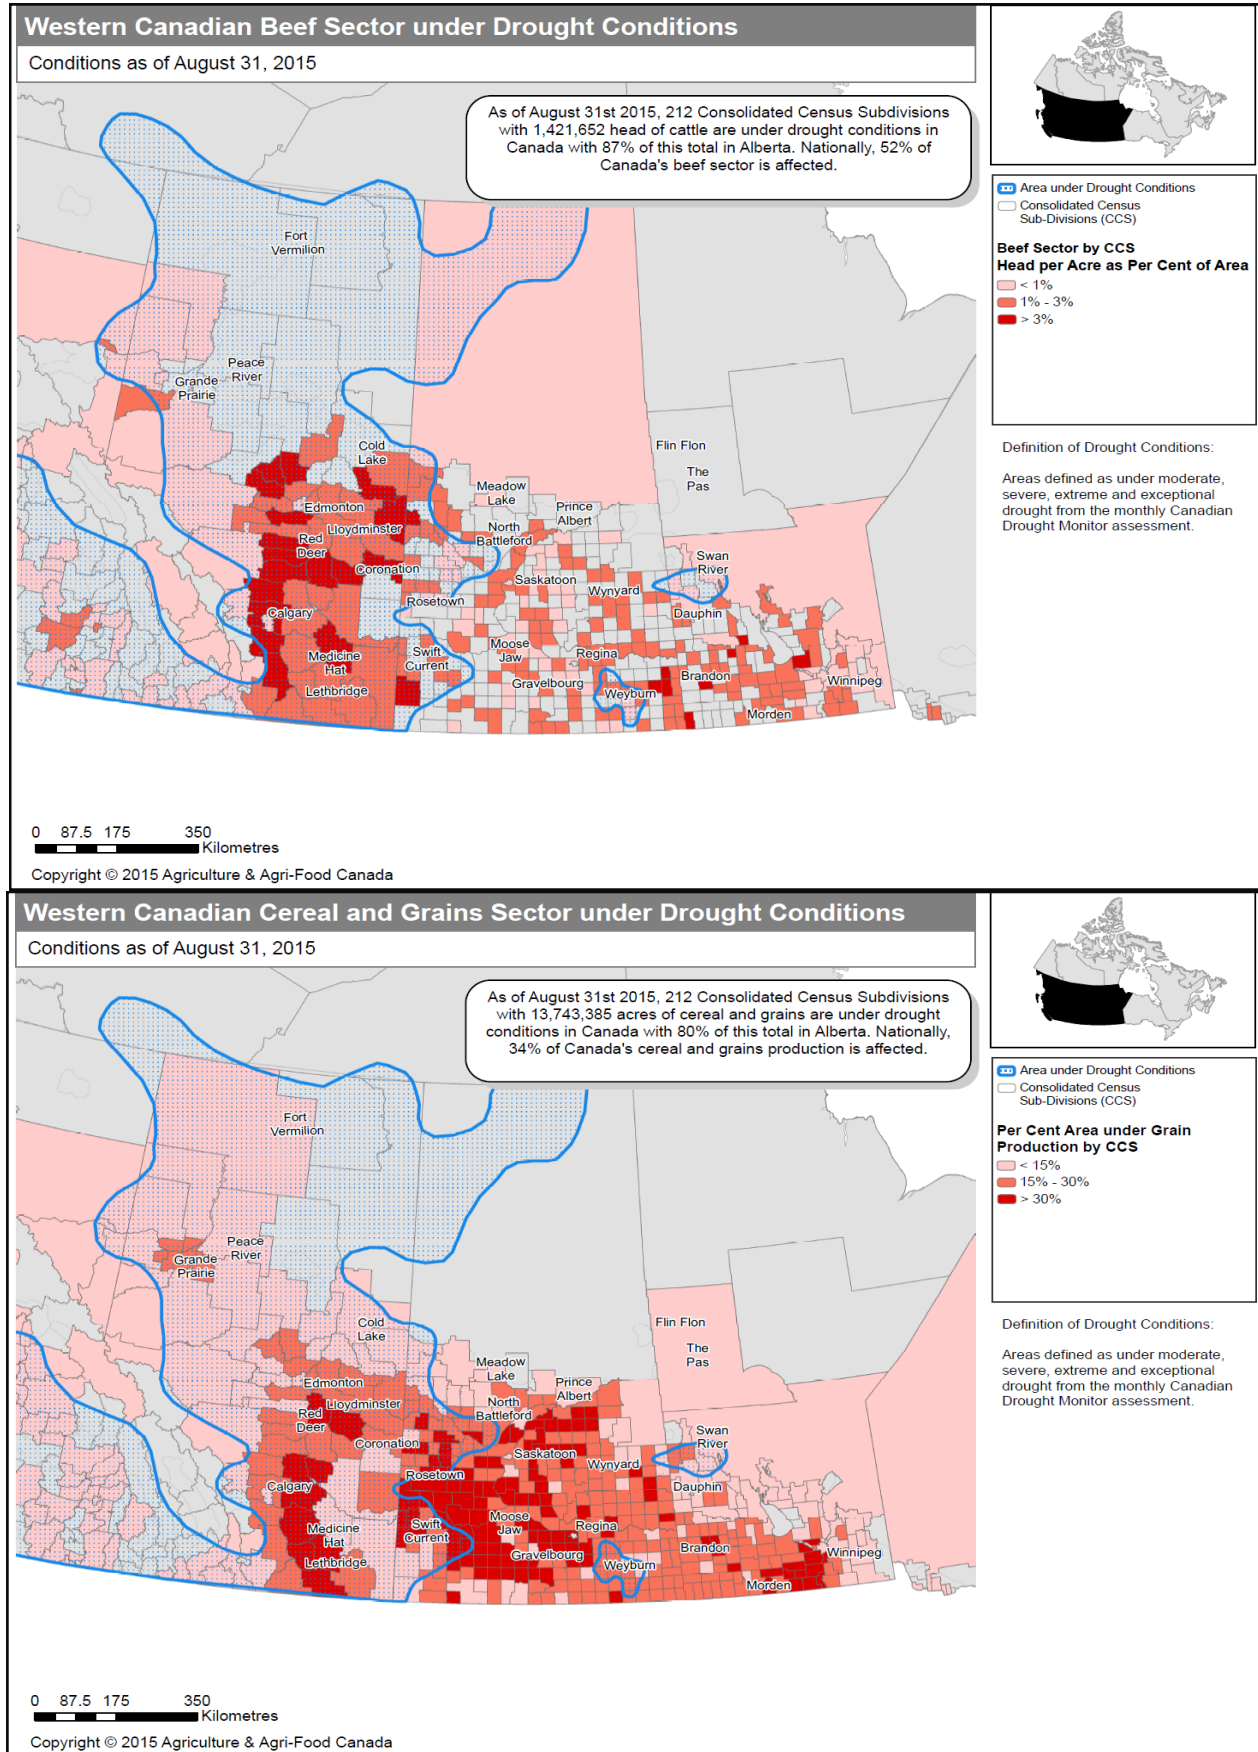 Western Canadian Beef Sector under Drought Conditions
Conditions as of August 31, 2015
As of August 31st 2015, 212 Consolidated Census Subdivisions
with 1,421,652 head of cattle are under drought conditions in
Canada with 87% of this total in Alberta. Nationally, 52% of
Canada's beef sector is affected.
Area under Drought Conditions
Consolidated Census
Sub-Divisions (CCS)
Beef Sector by CCS
Head per Acre as Per Cent of Area
< 1%
1% - 3%
> 3%
Definition of Drought Conditions:
Areas defined as under moderate,
severe, extreme and exceptional
drought from the monthly Canadian
Drought Monitor assessment.
Fort
Vermilion
Peace
River
Grande
Prairie
Cold
Lake
Flin Flon
The
Pas
Meadow
Lake
Prince
Albert
Edmonton
Lloydminster
North
Battleford
Red
Deer
Coronation
Saskatoon
Swan
River
Wynyard
Rosetown
Dauphin
Calgary
Moose
Jaw
Regina
Swift
Current
Medicine
Hat
Gravelbourg
Brandon
Winnipeg
Lethbridge
Weyburn
Morden
0 87.5 175 350
Kilometres
Copyright © 2015 Agriculture & Agri-Food Canada
Western Canadian Cereal and Grains Sector under Drought Conditions
Conditions as of August 31, 2015
As of August 31st 2015, 212 Consolidated Census Subdivisions
with 13,743,385 acres of cereal and grains are under drought
conditions in Canada with 80% of this total in Alberta. Nationally,
34% of Canada's cereal and grains production is affected.
Area under Drought Conditions
Consolidated Census
Sub-Divisions (CCS)
Per Cent Area under Grain
Production by CCS
< 15%
15% - 30%
> 30%
Definition of Drought Conditions:
Areas defined as under moderate,
severe, extreme and exceptional
drought from the monthly Canadian
Drought Monitor assessment.
Fort
Vermilion
Peace
River
Grande
Prairie
Cold
Lake
Flin Flon
The
Pas
Meadow
Lake
Prince
Albert
Edmonton
Lloydminster
North
Battleford
Red
Deer
Coronation
Saskatoon
Swan
River
Wynyard
Rosetown
Dauphin
Calgary
Moose
Jaw
Regina
Swift
Current
Medicine
Hat
Gravelbourg
Brandon
Winnipeg
Lethbridge
Weyburn
Morden
0 87.5 175 350
Kilometres
Copyright © 2015 Agriculture & Agri-Food Canada